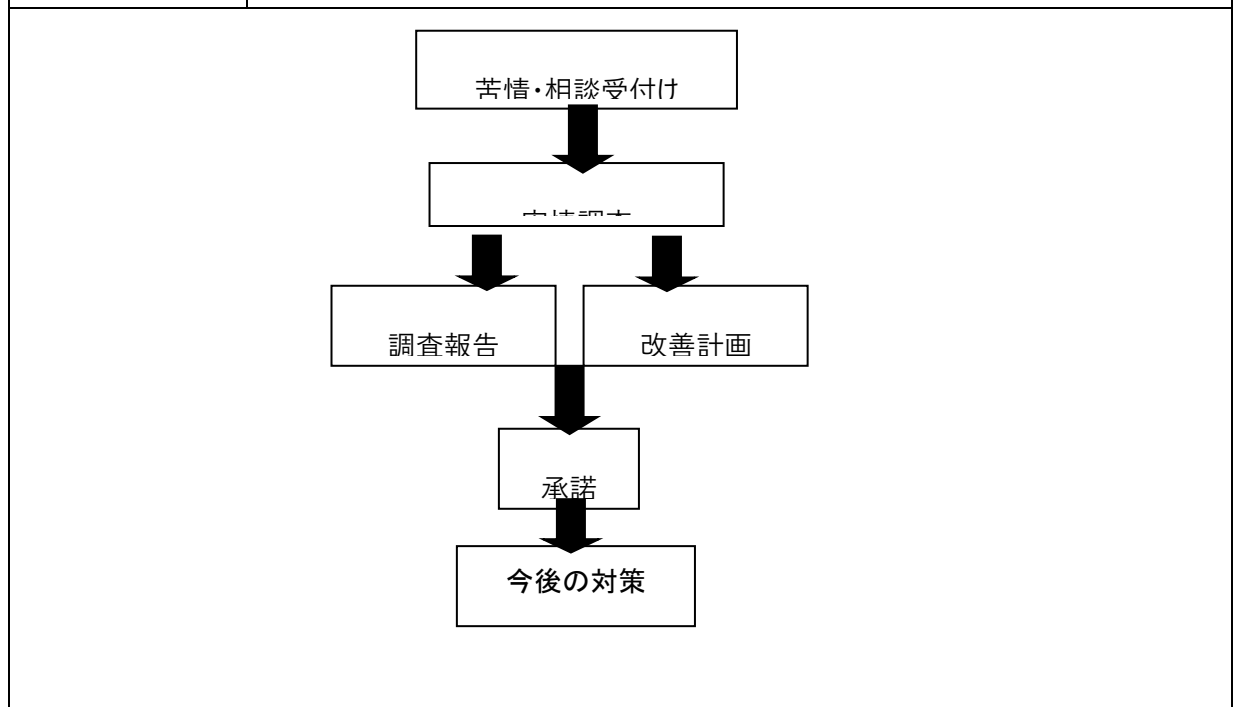 苦情・相談受付け
調査報告
改善計画
承諾
今後の対策